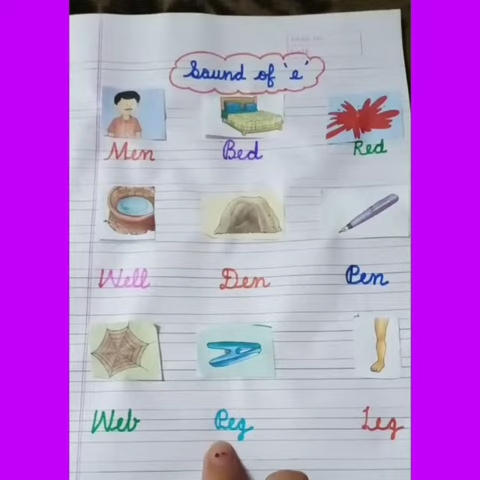 Sound of 'e'
Men Bed Red
Well Den Pen
Web Peg Leg